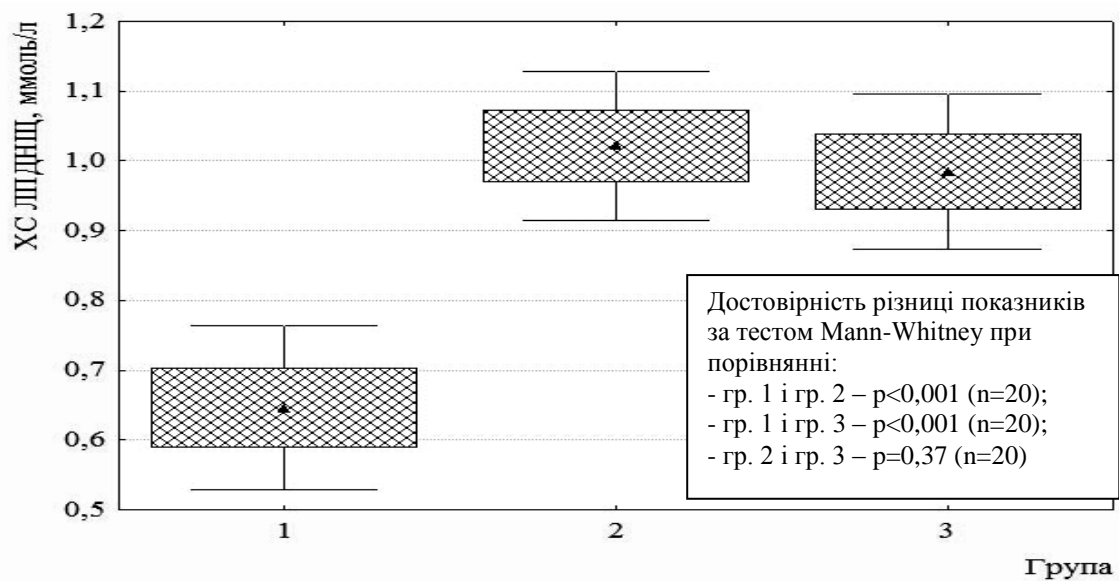 ХС ЛПДНЩ, ммоль/л
1,2
1,1
1,0
0,9
0,8
0,7
0,6
0,5
1
2
3
Група
Достовірність різниці показників
за тестом Mann-Whitney при
порівнянні:
- гр. 1 і гр. 2 – p<0,001 (n=20);
- гр. 1 і гр. 3 – p<0,001 (n=20);
- гр. 2 і гр. 3 – p=0,37 (n=20)